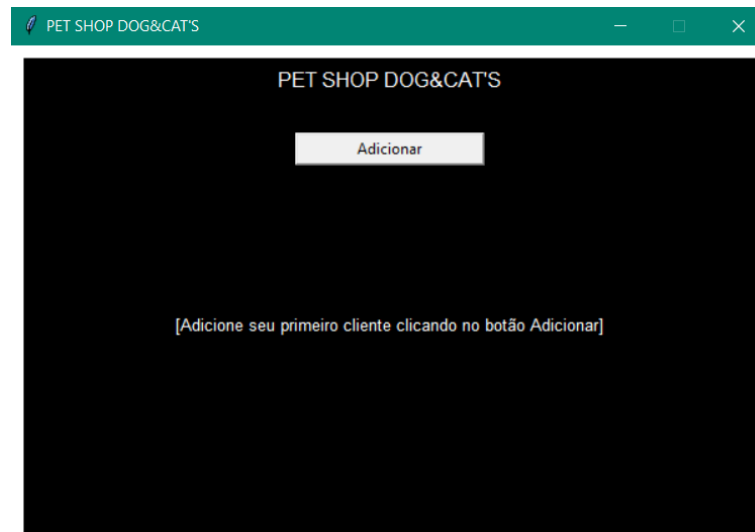 PET SHOP DOG&CAT'S
PET SHOP DOG&CAT'S
Adicionar
[Adicione seu primeiro cliente clicando no botão Adicionar]